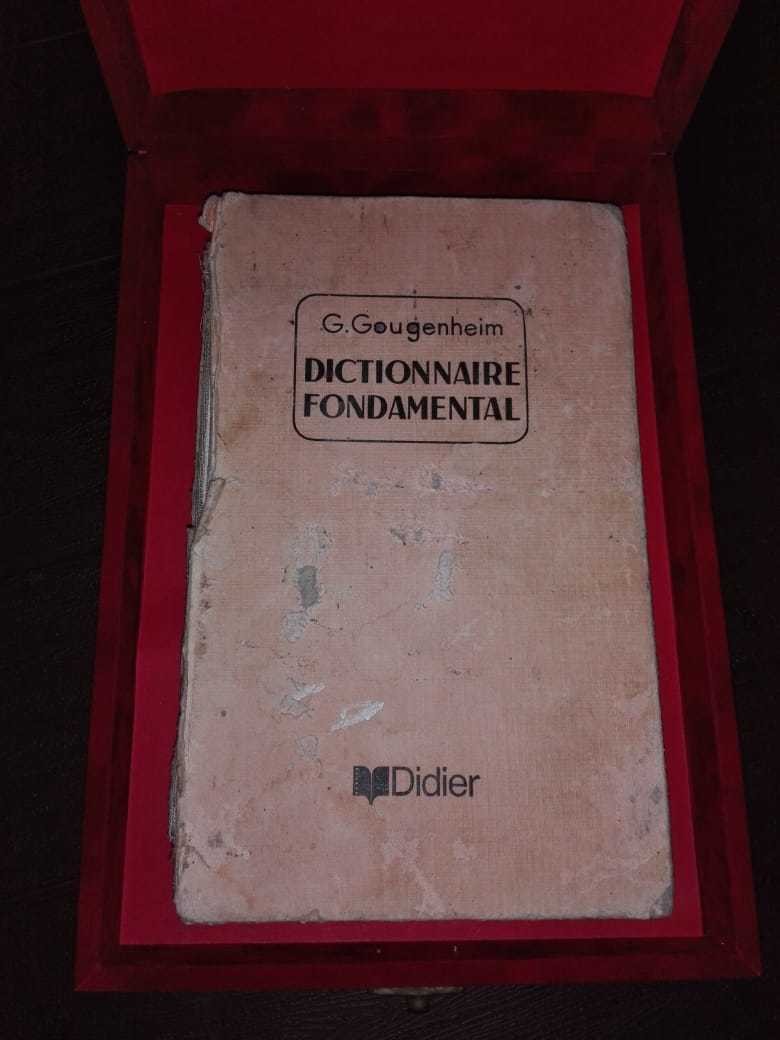 G.Gougenheim
DICTIONNAIRE
FONDAMENTAL
Didier